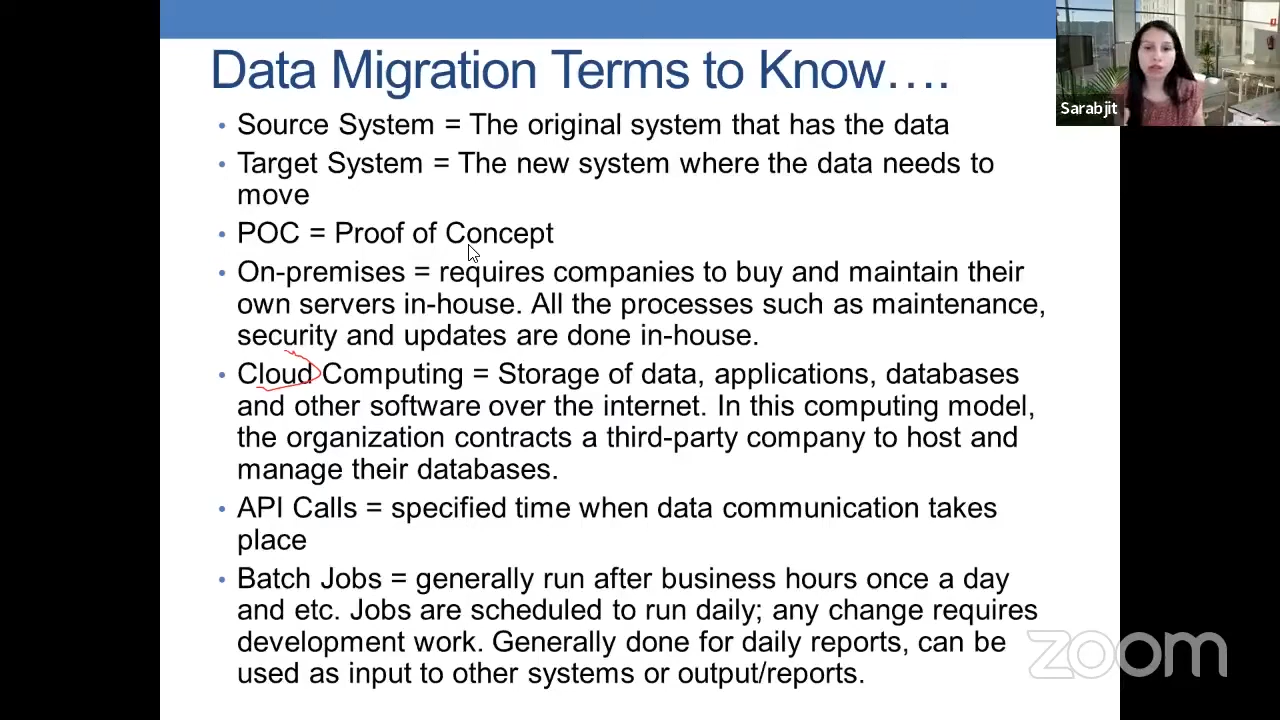 Data Migration Terms to Know....
Sarabjit
• Source System = The original system that has the data
• Target System = The new system where the data needs to
move
• POC = Proof of Concept
• On-premises = requires companies to buy and maintain their
own servers in-house. All the processes such as maintenance,
security and updates are done in-house.
• Cloud Computing = Storage of data, applications, databases
and other software over the internet. In this computing model,
the organization contracts a third-party company to host and
manage their databases.
• API Calls = specified time when data communication takes
place
• Batch Jobs = generally run after business hours once a day
and etc. Jobs are scheduled to run daily; any change requires
development work. Generally done for daily reports, can be
used as input to other systems or output/reports.
zoom